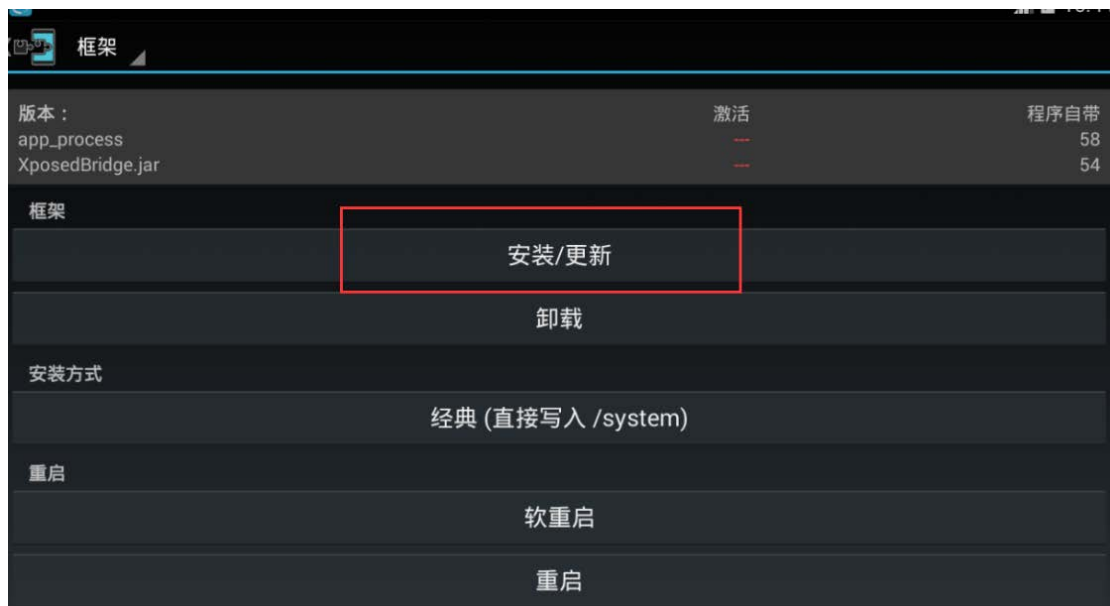 框架
版本： 激活 程序自带
app_process --- 58
XposedBridge.jar --- 54
框架
安装/更新
卸载
安装方式
经典 (直接写入 /system)
重启
软重启
重启